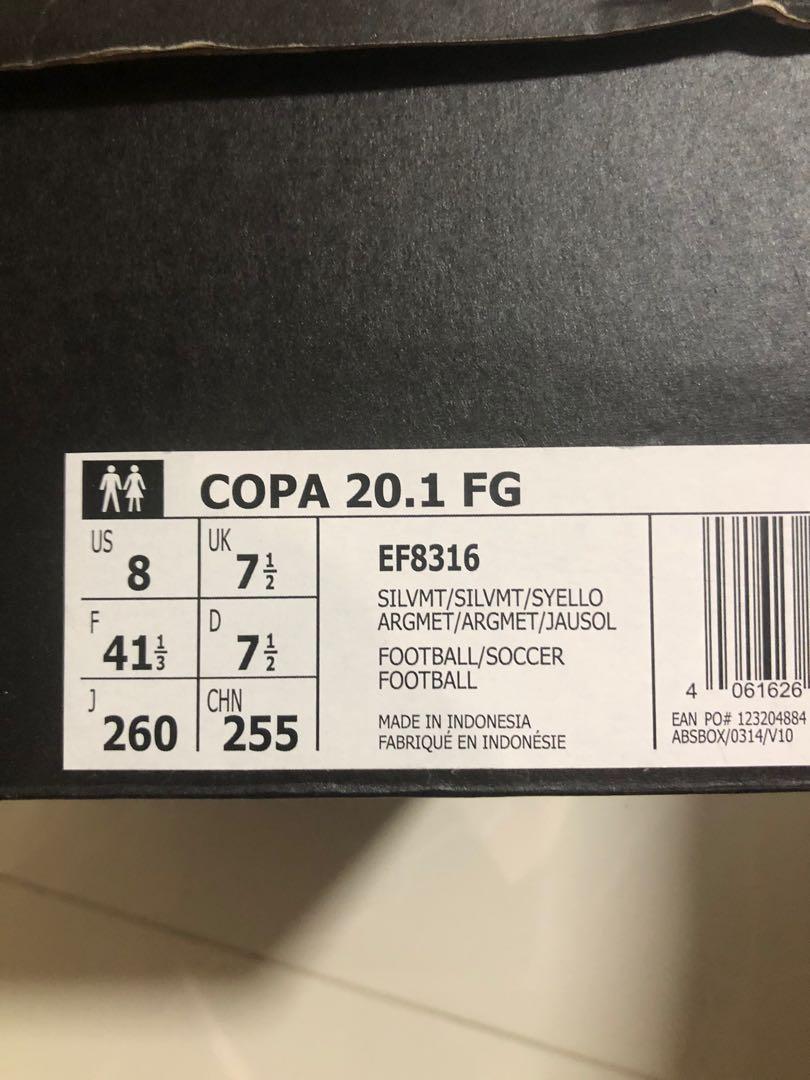 COPA 20.1 FG
US 8 UK 7½
F 41⅓ D 7½
J 260 CHN 255
EF8316
SILVMT/SILVMT/SYELLO
ARGMET/ARGMET/JAUSOL
FOOTBALL/SOCCER
FOOTBALL
MADE IN INDONESIA
FABRIQUÉ EN INDONÉSIE
4 061626
EAN PO# 123204884
ABSBOX/0314/V10